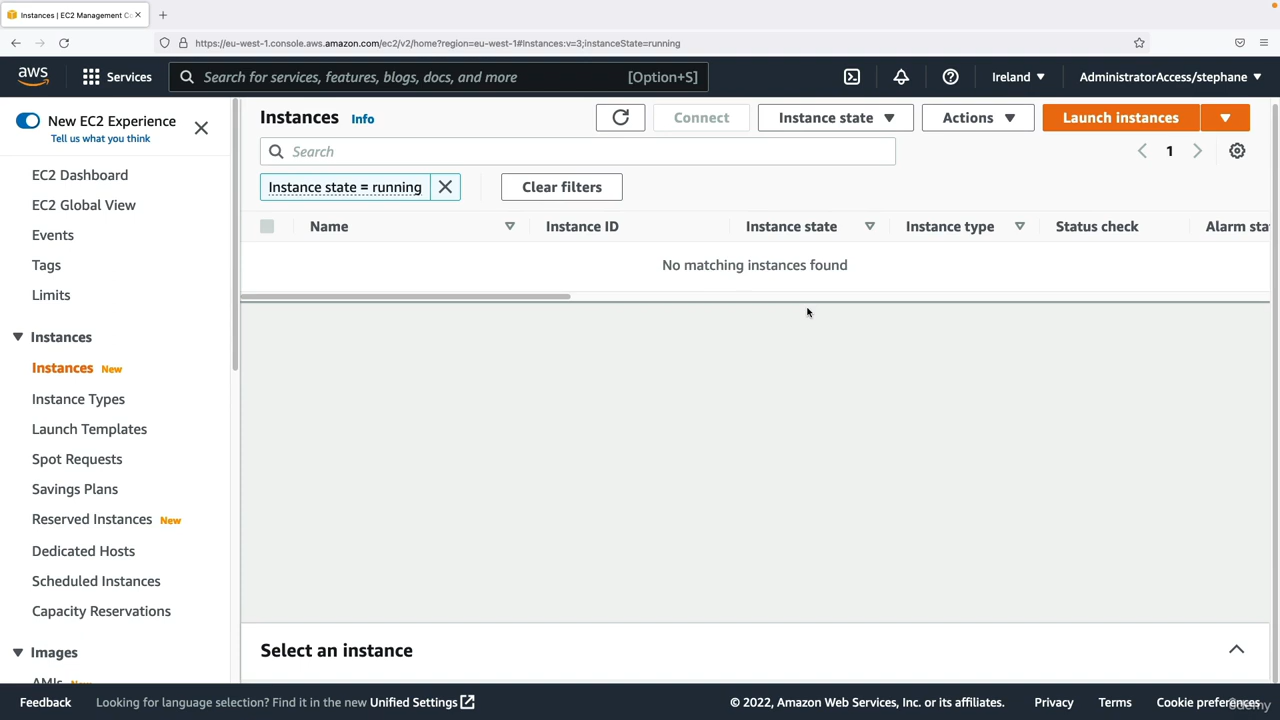 Instances | EC2 Management C
https://eu-west-1.console.aws.amazon.com/ec2/v2/home?region=eu-west-1#Instances:v=3;instanceState=running
aws
Services
Search for services, features, blogs, docs, and more
[Option+S]
Ireland
AdministratorAccess/stephane
New EC2 Experience
Tell us what you think
EC2 Dashboard
EC2 Global View
Events
Tags
Limits
Instances
Instances New
Instance Types
Launch Templates
Spot Requests
Savings Plans
Reserved Instances New
Dedicated Hosts
Scheduled Instances
Capacity Reservations
Images
AMIs New
Instances Info
Connect
Instance state
Actions
Launch instances
Search
1
Instance state = running
Clear filters
Name
Instance ID
Instance state
Instance type
Status check
Alarm sta
No matching instances found
Select an instance
Feedback
Looking for language selection? Find it in the new Unified Settings
© 2022, Amazon Web Services, Inc. or its affiliates.
Privacy
Terms
Cookie preferences
Udemy